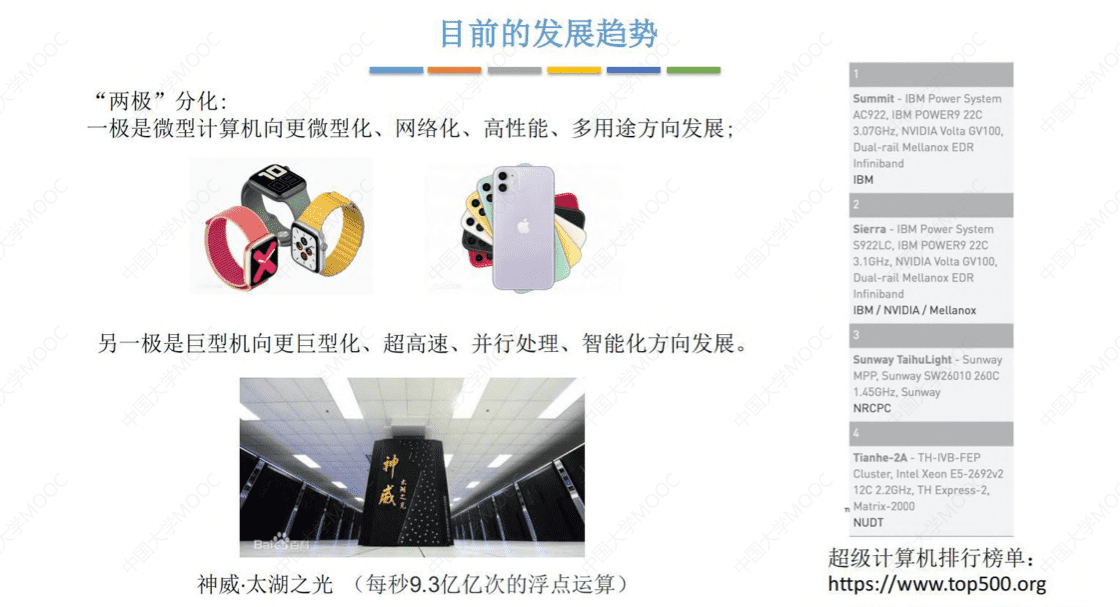 目前的发展趋势
“两极”分化:
一极是微型计算机向更微型化、网络化、高性能、多用途方向发展;
10
另一极是巨型机向更巨型化、超高速、并行处理、智能化方向发展。
神威
太湖之光
Baidu百科
神威·太湖之光 （每秒9.3亿亿次的浮点运算）
1
Summit - IBM Power System
AC922, IBM POWER9 22C
3.07GHz, NVIDIA Volta GV100,
Dual-rail Mellanox EDR
Infiniband
IBM
2
Sierra - IBM Power System
S922LC, IBM POWER9 22C
3.1GHz, NVIDIA Volta GV100,
Dual-rail Mellanox EDR
Infiniband
IBM / NVIDIA / Mellanox
3
Sunway TaihuLight - Sunway
MPP, Sunway SW26010 260C
1.45GHz, Sunway
NRCPC
4
Tianhe-2A - TH-IVB-FEP
Cluster, Intel Xeon E5-2692v2
12C 2.2GHz, TH Express-2,
Matrix-2000
NUDT
超级计算机排行榜单：
https://www.top500.org
中国大学MOOC